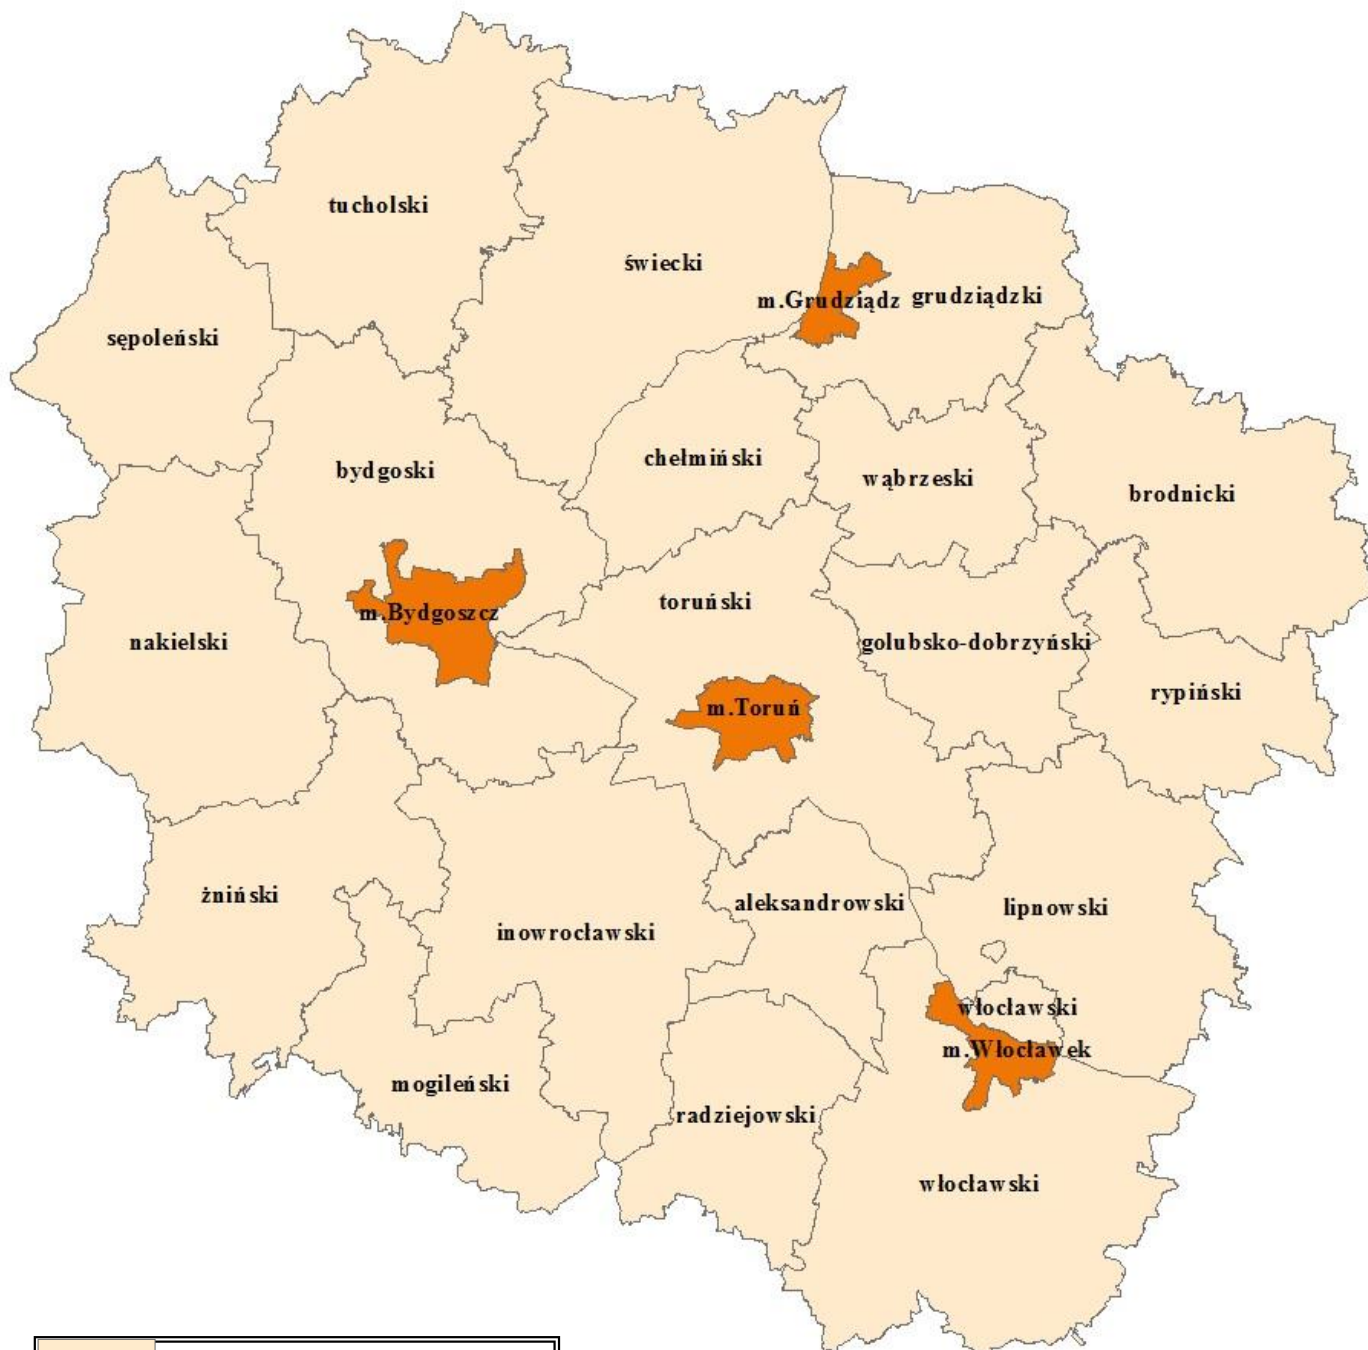 tucholski
świecki
m.Grudziądz
grudziądzki
sępoleński
chełmiński
bydgoski
wąbrzeski
brodnicki
m.Bydgoszcz
toruński
nakielski
golubsko-dobrzyński
rypiński
m.Toruń
żniński
aleksandrowski
lipnowski
inowrocławski
włocławski
m.Włocławek
mogileński
radziejowski
włocławski